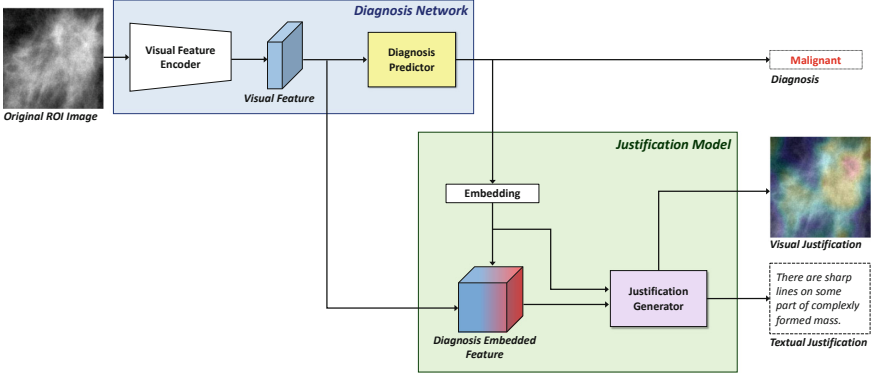 Diagnosis Network
Visual Feature
Encoder
Visual Feature
Diagnosis
Predictor
Original ROI Image
Malignant
Diagnosis
Justification Model
Embedding
Diagnosis Embedded
Feature
Justification
Generator
Visual Justification
There are sharp
lines on some
part of complexly
formed mass.
Textual Justification